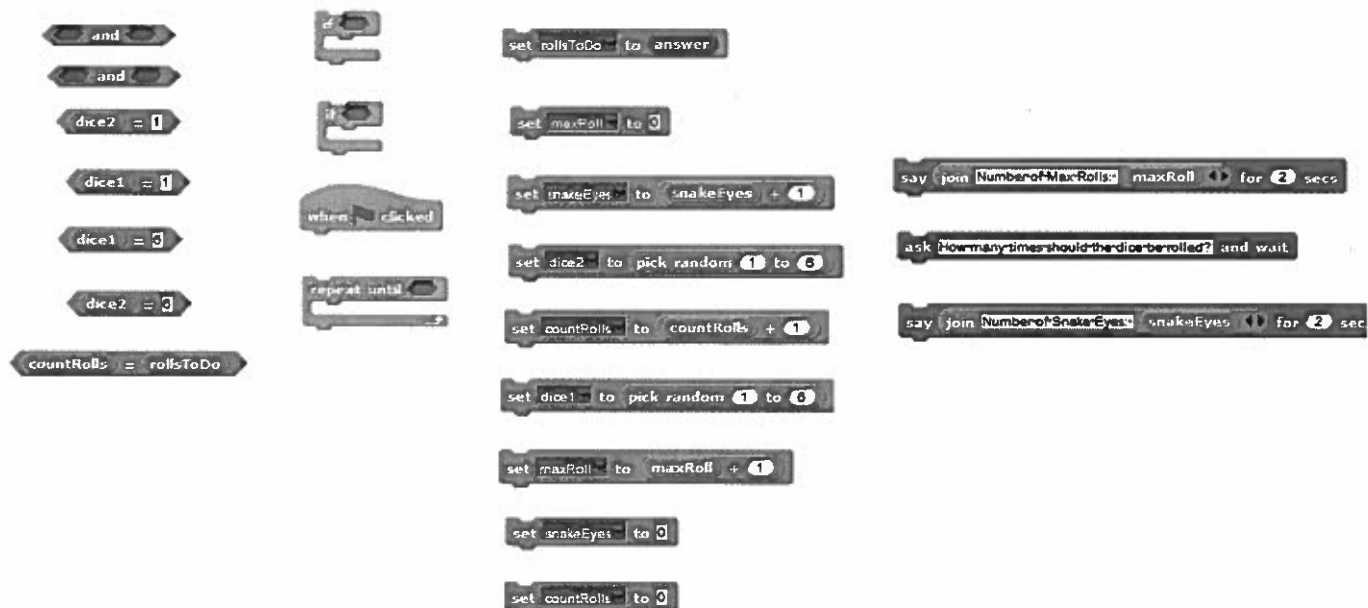 and
and
dice2 = 1
dice1 = 1
dice1 = 6
dice2 = 6
countRolls = rollsToDo
if
if
when clicked
repeat until
set rollsToDo to answer
set maxRoll to 0
set snakeEyes to snakeEyes + 1
set dice2 to pick random 1 to 6
set countRolls to countRolls + 1
set dice1 to pick random 1 to 6
set maxRoll to maxRoll + 1
set snakeEyes to 0
set countRolls to 0
say join Number of Max Rolls: maxRoll for 2 secs
ask How many times should the dice be rolled? and wait
say join Number of Snake Eyes: snakeEyes for 2 sec